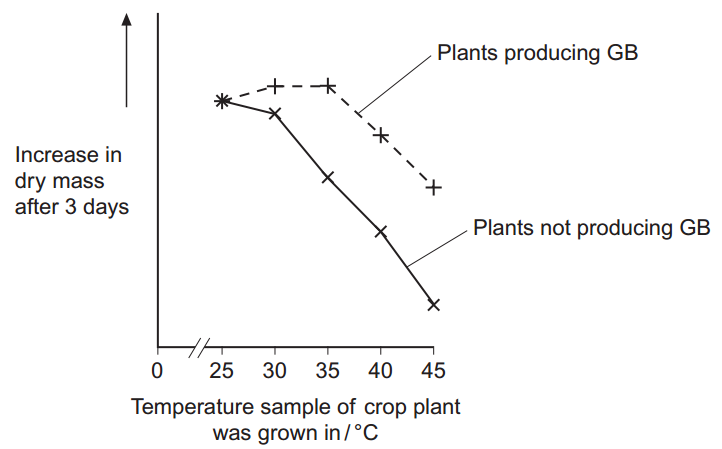 Plants producing GB
Increase in
dry mass
after 3 days
Plants not producing GB
0 25 30 35 40 45
Temperature sample of crop plant
was grown in / °C